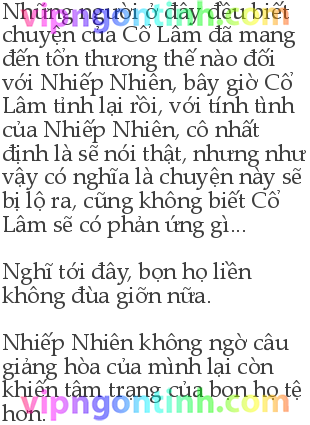 Những người ở đây đều biết
chuyện của Cổ Lâm đã mang
đến tổn thương thế nào đối
với Nhiếp Nhiên, bây giờ Cổ
Lâm tỉnh lại rồi, với tính tình
của Nhiếp Nhiên, cô nhất
định là sẽ nói thật, nhưng như
vậy có nghĩa là chuyện này sẽ
bị lộ ra, cũng không biết Cổ
Lâm sẽ có phản ứng gì...
Nghĩ tới đây, bọn họ liền
không đùa giỡn nữa.
Nhiếp Nhiên không ngờ câu
giảng hòa của mình lại còn
khiến tâm trạng của bọn họ tệ
hơn.
vipngontinh.com
vipngontinh.com